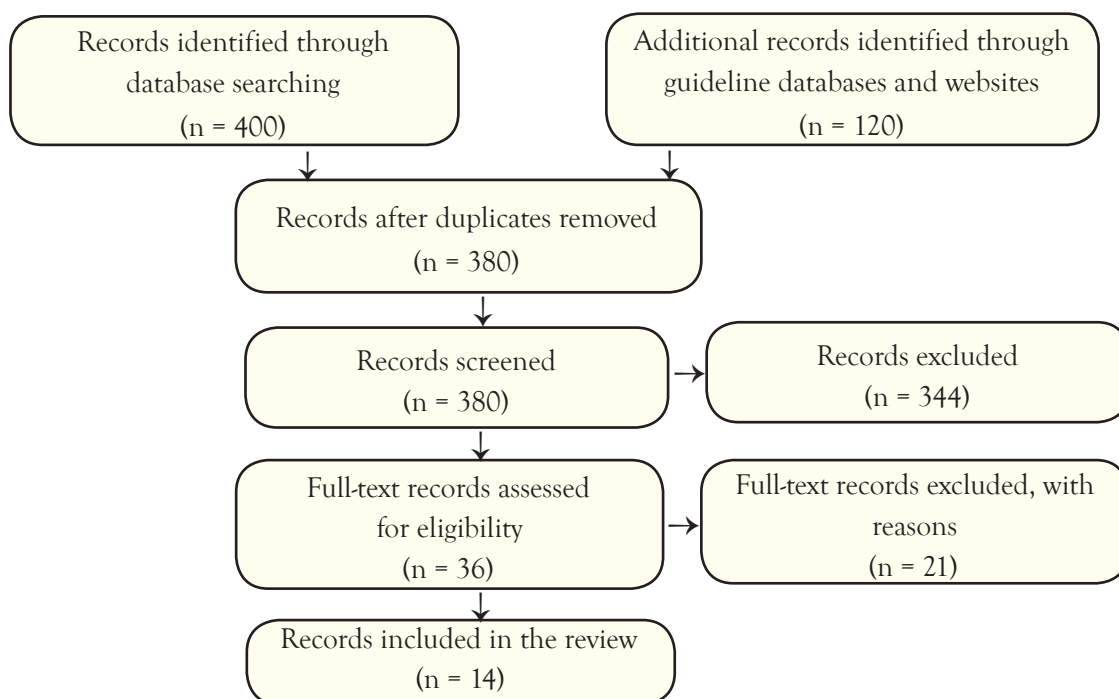 Records identified through
database searching
(n = 400)
Additional records identified through
guideline databases and websites
(n = 120)
Records after duplicates removed
(n = 380)
Records screened
(n = 380)
Records excluded
(n = 344)
Full-text records assessed
for eligibility
(n = 36)
Full-text records excluded, with
reasons
(n = 21)
Records included in the review
(n = 14)